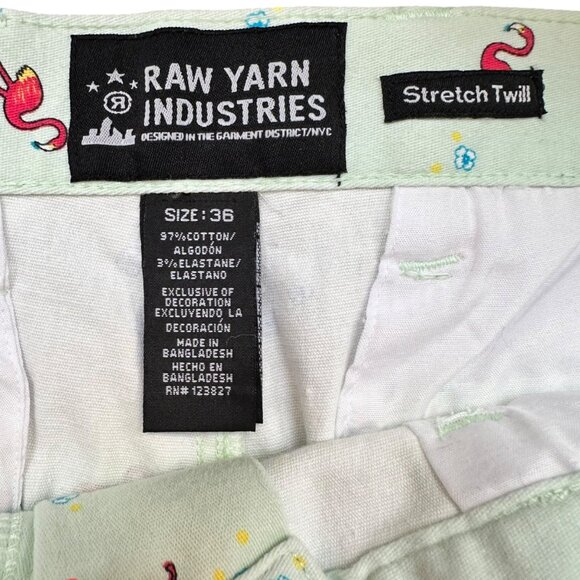 RAW YARN
INDUSTRIES
DESIGNED IN THE GARMENT DISTRICT/NYC
Stretch Twill
SIZE: 36
97%COTTON/
ALGODÓN
3%ELASTANE/
ELASTANO
EXCLUSIVE OF
DECORATION
EXCLUYENDO LA
DECORACIÓN
MADE IN
BANGLADESH
HECHO EN
BANGLADESH
RN# 123827